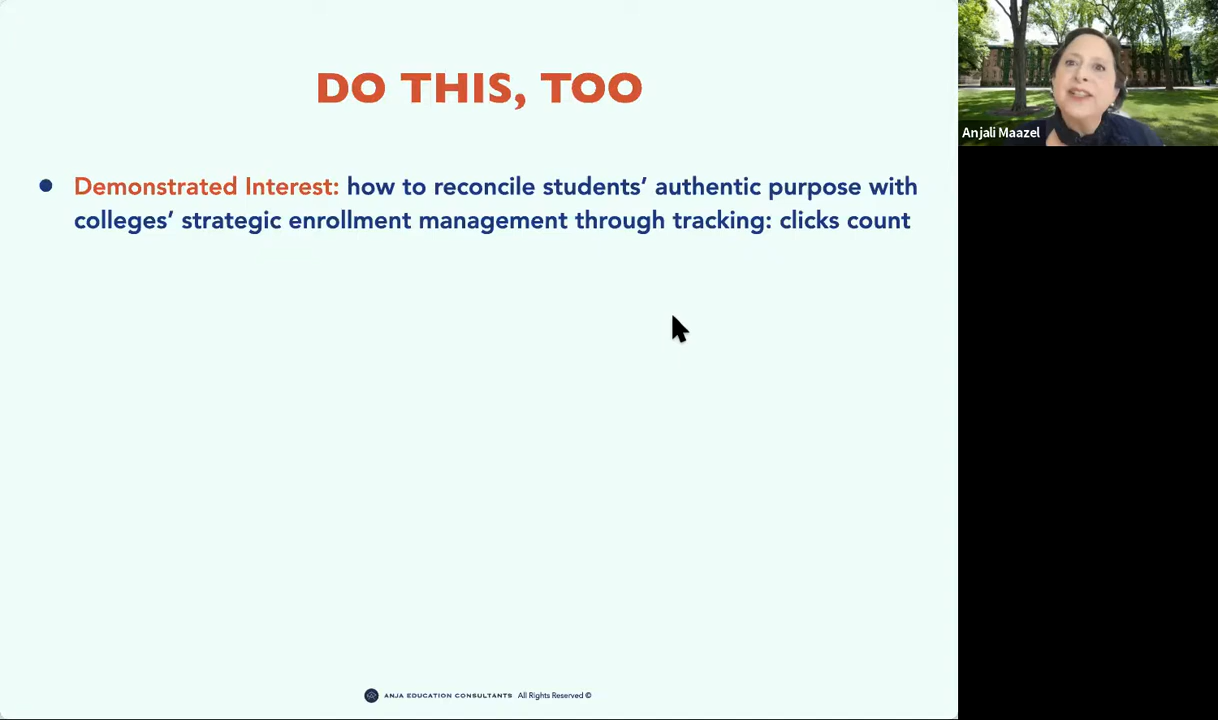 DO THIS, TOO
Anjali Maazel
● Demonstrated Interest: how to reconcile students’ authentic purpose with
colleges’ strategic enrollment management through tracking: clicks count
ANJA EDUCATION CONSULTANTS All Rights Reserved ©